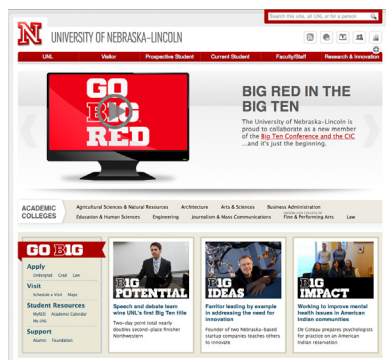 Search this site, all UNL or for a person
N
UNIVERSITY OF NEBRASKA–LINCOLN
UNL Visitor Prospective Student Current Student Faculty/Staff Research & Innovation
GO
BIG
RED
BIG RED IN THE
BIG TEN
The University of Nebraska-Lincoln is
proud to collaborate as a new member
of the Big Ten Conference and the CIC
...and it's just the beginning.
ACADEMIC
COLLEGES
Agricultural Sciences & Natural Resources Architecture Arts & Sciences Business Administration
Education & Human Sciences Engineering Journalism & Mass Communications Fine & Performing Arts Law
GO B1G
Apply
Undergrad Grad Law
Visit
Schedule a Visit Maps
Student Resources
MyRED Academic Calendar
My.UNL
Support
Alumni Foundation
B1G
POTENTIAL
Speech and debate team
wins UNL's first Big Ten title
Two-day point total nearly
doubles second-place finisher
Northwestern
B1G
IDEAS
Fanitor leading by example
in addressing the need for
innovation
Founder of two Nebraska-based
startup companies teaches others
to innovate
B1G
IMPACT
Working to improve mental
health issues in American
Indian communities
De Coteau prepares psychologists
for practice on American